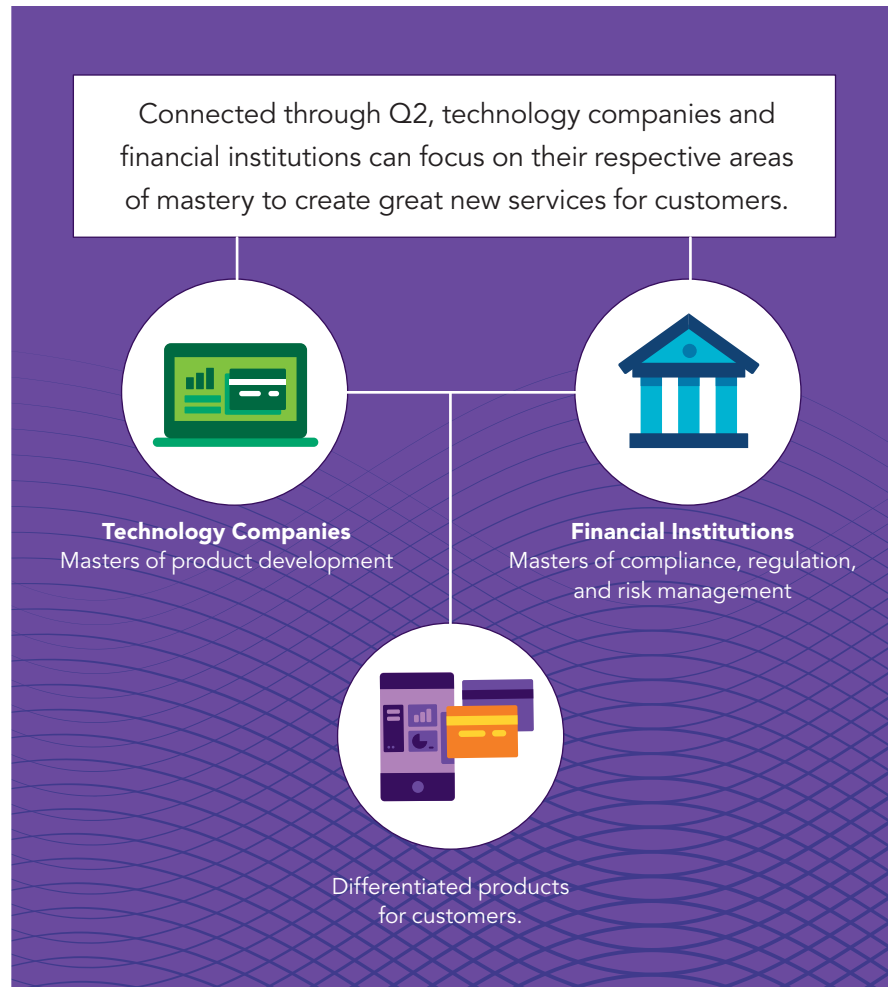 Connected through Q2, technology companies and
financial institutions can focus on their respective areas
of mastery to create great new services for customers.
Technology Companies
Masters of product development
Financial Institutions
Masters of compliance, regulation,
and risk management
Differentiated products
for customers.